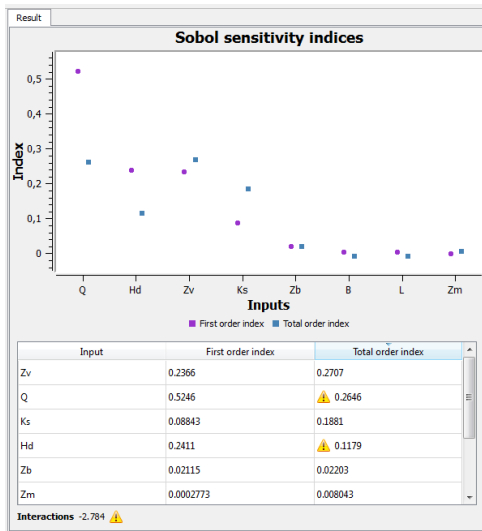 Result
Sobol sensitivity indices
Index
0,5
0,4
0,3
0,2
0,1
0
Q Hd Zv Ks Zb B L Zm
Inputs
First order index Total order index
Input First order index Total order index
Zv 0.2366 0.2707
Q 0.5246 0.2646
Ks 0.08843 0.1881
Hd 0.2411 0.1179
Zb 0.02115 0.02203
Zm 0.0002773 0.008043
Interactions -2.784